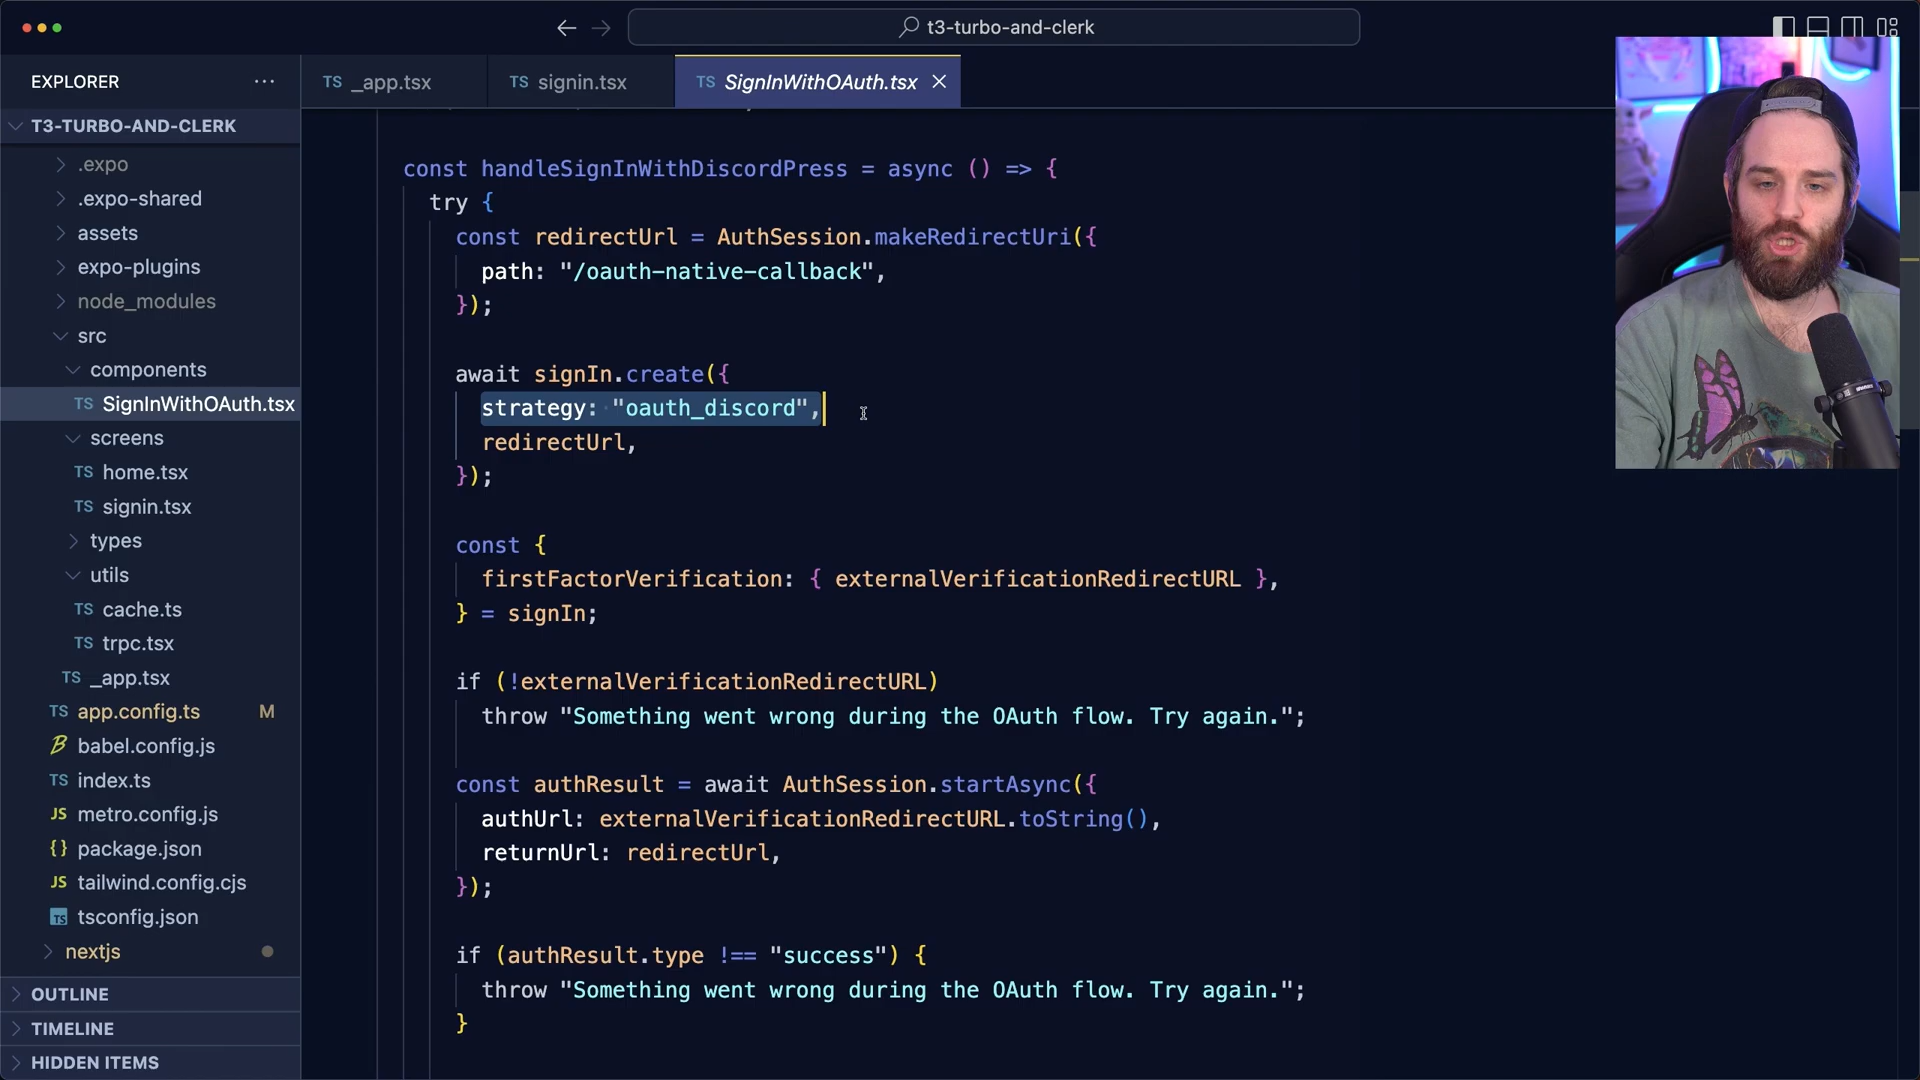 t3-turbo-and-clerk
EXPLORER
TS _app.tsx
TS signin.tsx
TS SignInWithOAuth.tsx
T3-TURBO-AND-CLERK
.expo
.expo-shared
assets
expo-plugins
node_modules
src
components
TS SignInWithOAuth.tsx
screens
TS home.tsx
TS signin.tsx
types
utils
TS cache.ts
TS trpc.tsx
TS _app.tsx
TS app.config.ts M
babel.config.js
TS index.ts
JS metro.config.js
{} package.json
JS tailwind.config.cjs
TS tsconfig.json
nextjs
OUTLINE
TIMELINE
HIDDEN ITEMS
const handleSignInWithDiscordPress = async () => {
try {
const redirectUrl = AuthSession.makeRedirectUri({
path: "/oauth-native-callback",
});
await signIn.create({
strategy: "oauth_discord",
redirectUrl,
});
const {
firstFactorVerification: { externalVerificationRedirectURL },
} = signIn;
if (!externalVerificationRedirectURL)
throw "Something went wrong during the OAuth flow. Try again.";
const authResult = await AuthSession.startAsync({
authUrl: externalVerificationRedirectURL.toString(),
returnUrl: redirectUrl,
});
if (authResult.type !== "success") {
throw "Something went wrong during the OAuth flow. Try again.";
}